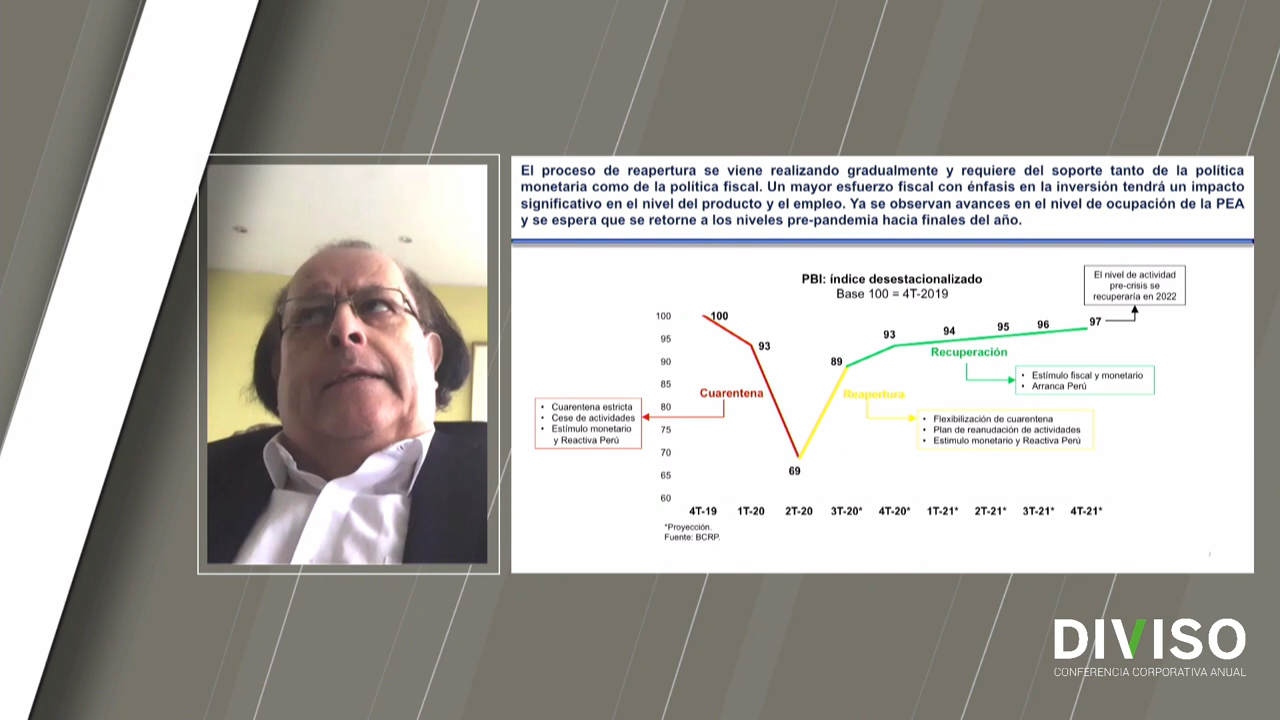 El proceso de reapertura se viene realizando gradualmente y requiere del soporte tanto de la política
monetaria como de la política fiscal. Un mayor esfuerzo fiscal con énfasis en la inversión tendrá un impacto
significativo en el nivel del producto y el empleo. Ya se observan avances en el nivel de ocupación de la PEA
y se espera que se retorne a los niveles pre-pandemia hacia finales del año.
PBI: índice desestacionalizado
Base 100 = 4T-2019
El nivel de actividad
pre-crisis se
recuperaría en 2022
100
95
90
85
80
75
70
65
60
100
93
69
89
93
94
95
96
97
Cuarentena
Reapertura
Recuperación
• Cuarentena estricta
• Cese de actividades
• Estímulo monetario
y Reactiva Perú
• Estímulo fiscal y monetario
• Arranca Perú
• Flexibilización de cuarentena
• Plan de reanudación de actividades
• Estimulo monetario y Reactiva Perú
4T-19 1T-20 2T-20 3T-20* 4T-20* 1T-21* 2T-21* 3T-21* 4T-21*
*Proyección.
Fuente: BCRP.
DIVISO
CONFERENCIA CORPORATIVA ANUAL